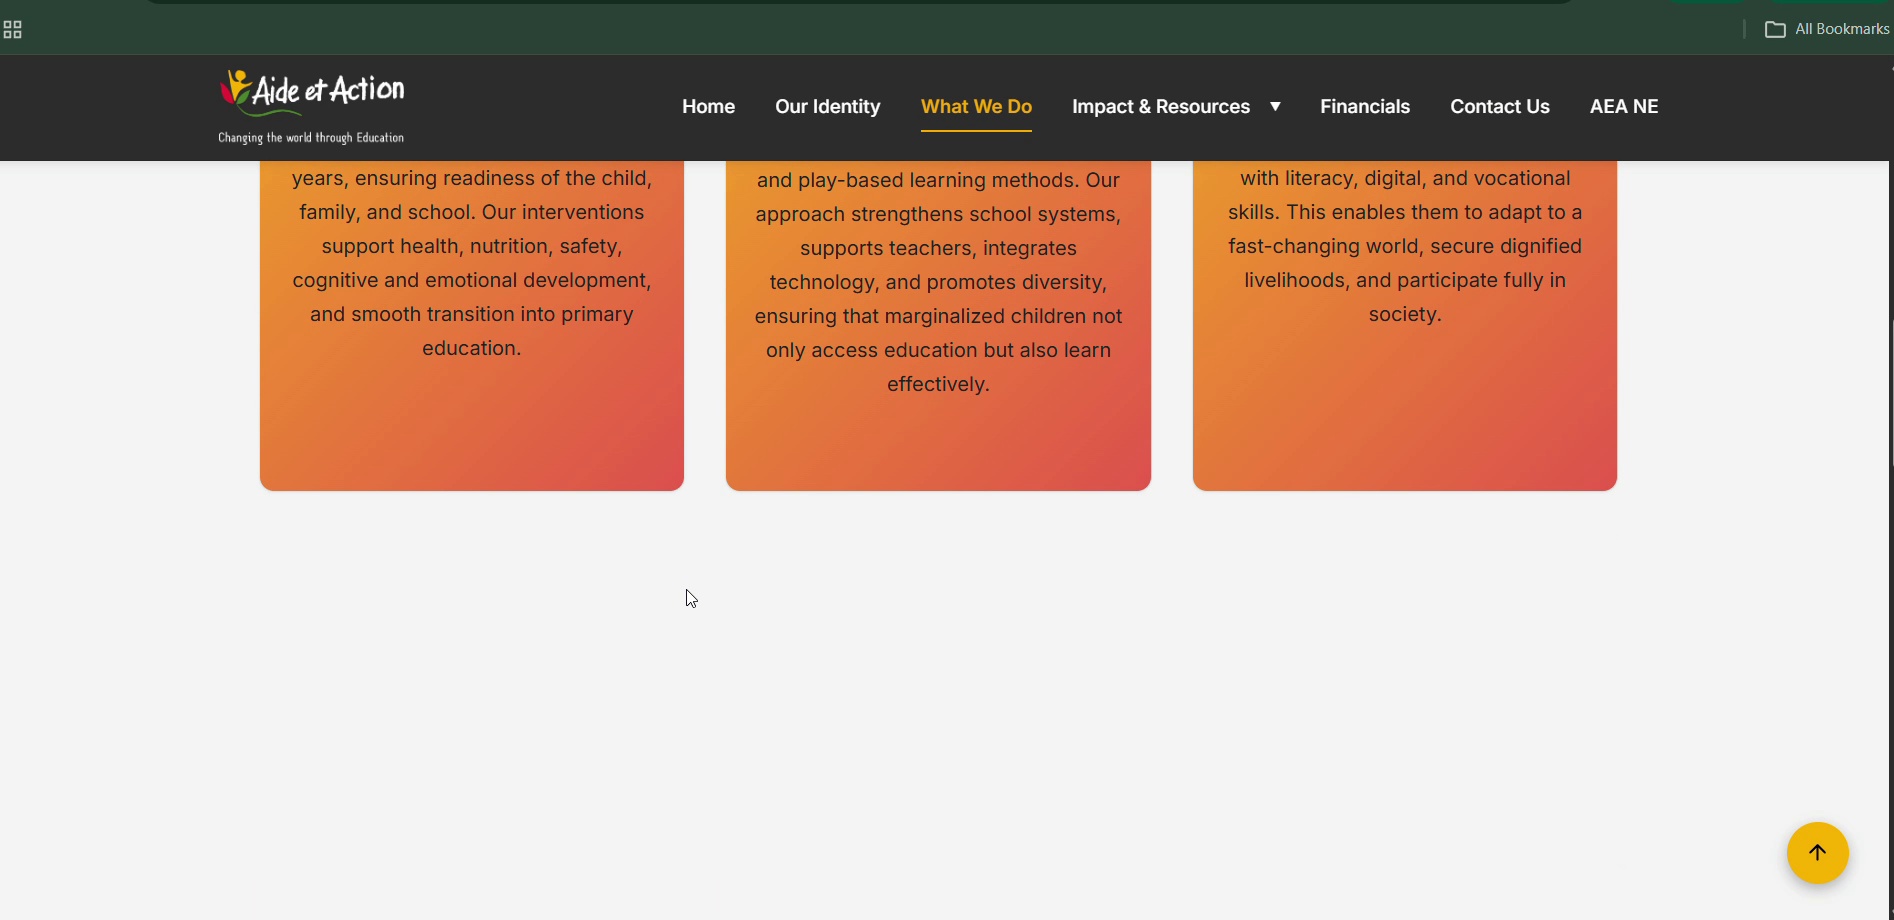 All Bookmarks
Aide et Action
Changing the world through Education
Home
Our Identity
What We Do
Impact & Resources ▼
Financials
Contact Us
AEA NE
years, ensuring readiness of the child,
family, and school. Our interventions
support health, nutrition, safety,
cognitive and emotional development,
and smooth transition into primary
education.
and play-based learning methods. Our
approach strengthens school systems,
supports teachers, integrates
technology, and promotes diversity,
ensuring that marginalized children not
only access education but also learn
effectively.
with literacy, digital, and vocational
skills. This enables them to adapt to a
fast-changing world, secure dignified
livelihoods, and participate fully in
society.